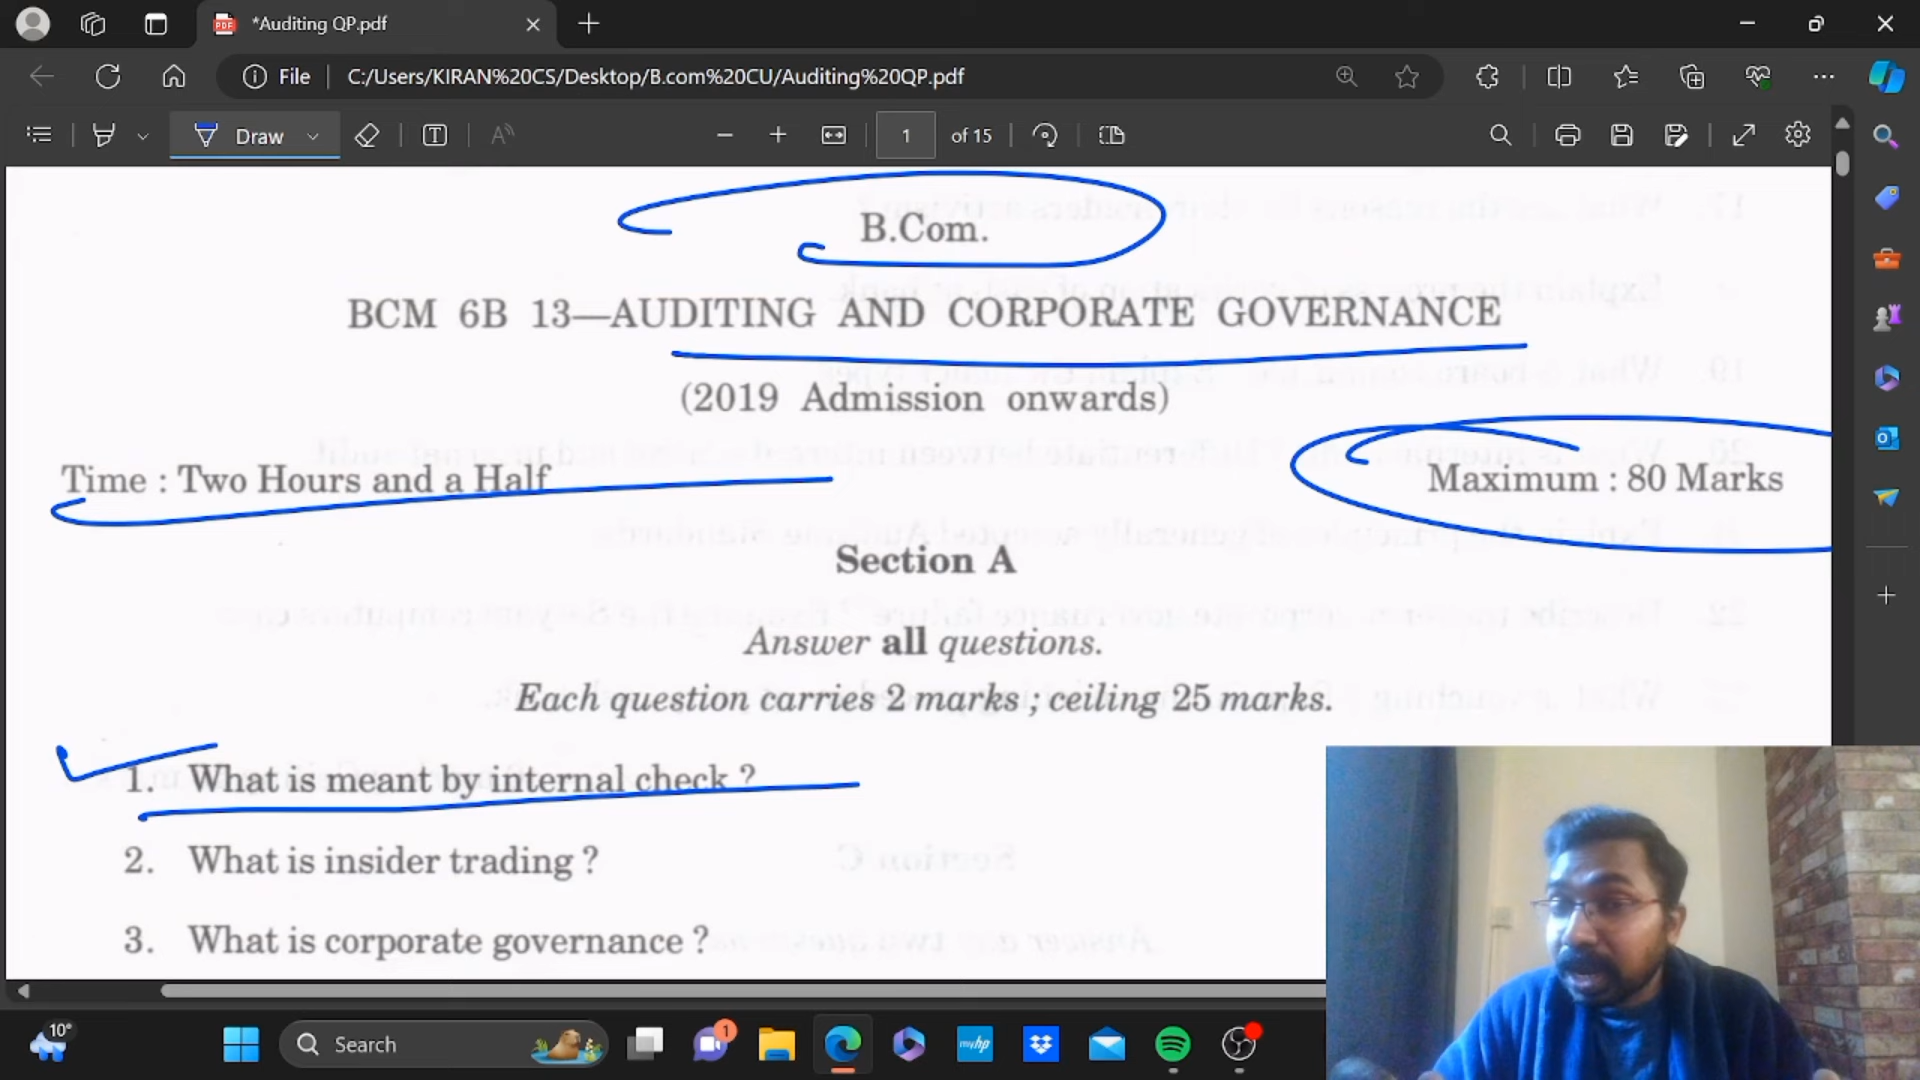 *Auditing QP.pdf
File
C:/Users/KIRAN%20CS/Desktop/B.com%20CU/Auditing%20QP.pdf
Draw
1 of 15
B.Com.
BCM 6B 13—AUDITING AND CORPORATE GOVERNANCE
(2019 Admission onwards)
Time : Two Hours and a Half
Maximum : 80 Marks
Section A
Answer all questions.
Each question carries 2 marks ; ceiling 25 marks.
1. What is meant by internal check ?
2. What is insider trading ?
3. What is corporate governance ?
10°
Search
1
myhp